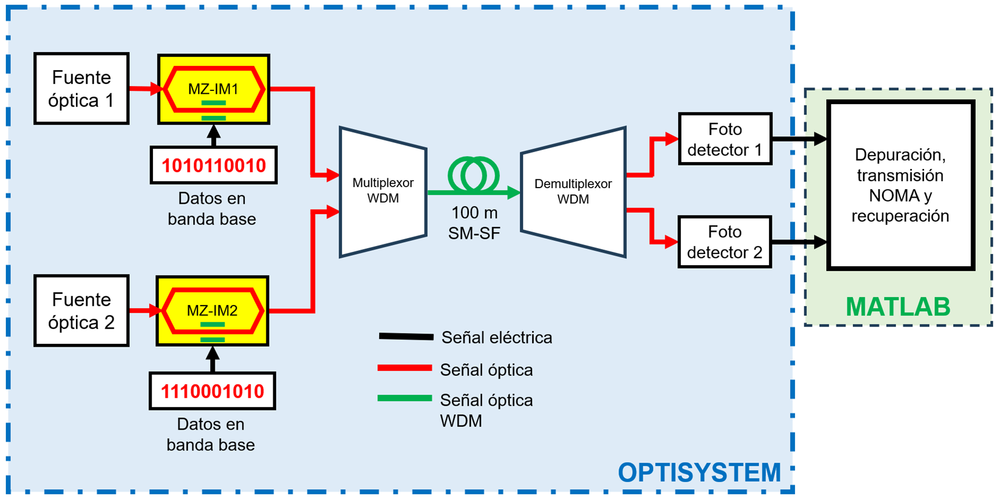 Fuente
óptica 1
MZ-IM1
1010110010
Datos en
banda base
Fuente
óptica 2
MZ-IM2
1110001010
Datos en
banda base
Multiplexor
WDM
100 m
SM-SF
Demultiplexor
WDM
Foto
detector 1
Foto
detector 2
Depuración,
transmisión
NOMA y
recuperación
MATLAB
Señal eléctrica
Señal óptica
Señal óptica
WDM
OPTISYSTEM